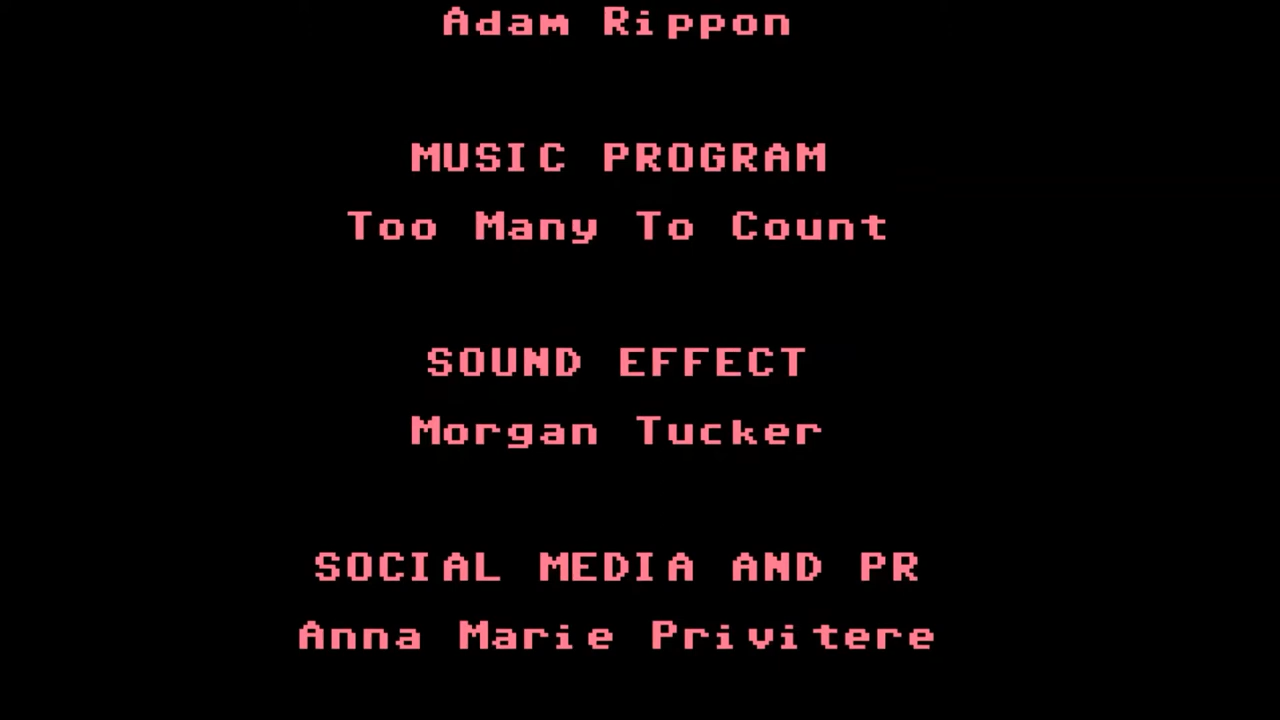 Adam Rippon
MUSIC PROGRAM
Too Many To Count
SOUND EFFECT
Morgan Tucker
SOCIAL MEDIA AND PR
Anna Marie Privitere